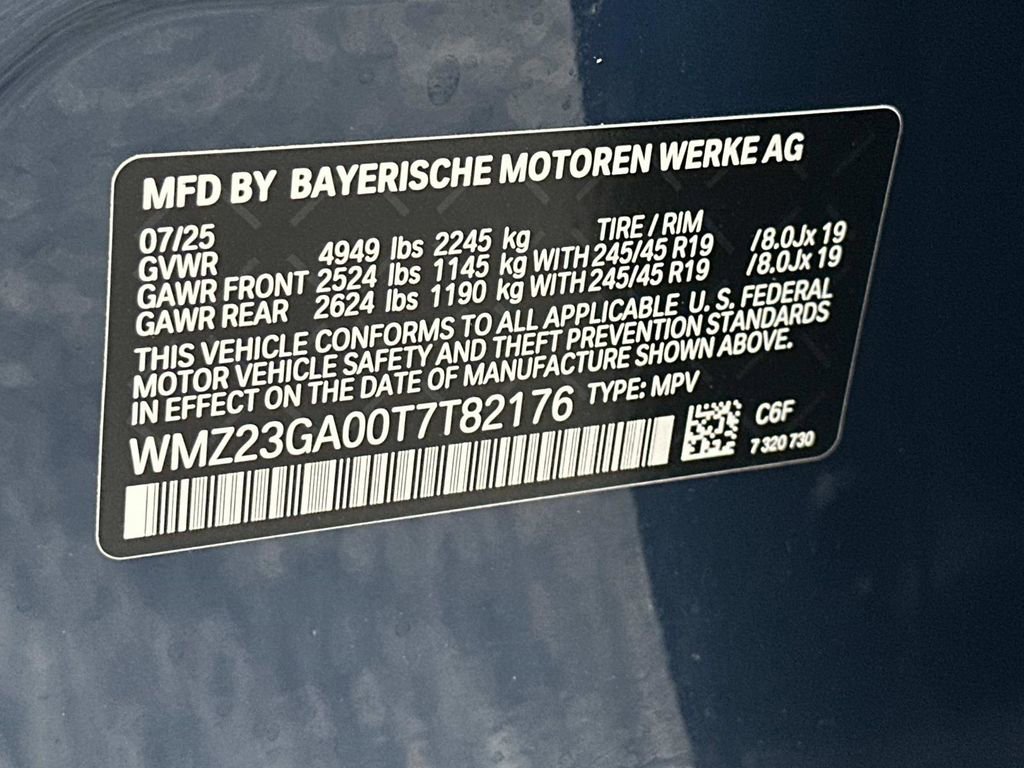 MFD BY BAYERISCHE MOTOREN WERKE AG
07/25 TIRE / RIM
GVWR 4949 lbs 2245 kg
GAWR FRONT 2524 lbs 1145 kg WITH 245/45 R19 /8.0Jx 19
GAWR REAR 2624 lbs 1190 kg WITH 245/45 R19 /8.0Jx 19
THIS VEHICLE CONFORMS TO ALL APPLICABLE U.S. FEDERAL
MOTOR VEHICLE SAFETY AND THEFT PREVENTION STANDARDS
IN EFFECT ON THE DATE OF MANUFACTURE SHOWN ABOVE.
WMZ23GA00T7T82176 TYPE: MPV
C6F
7 320 730